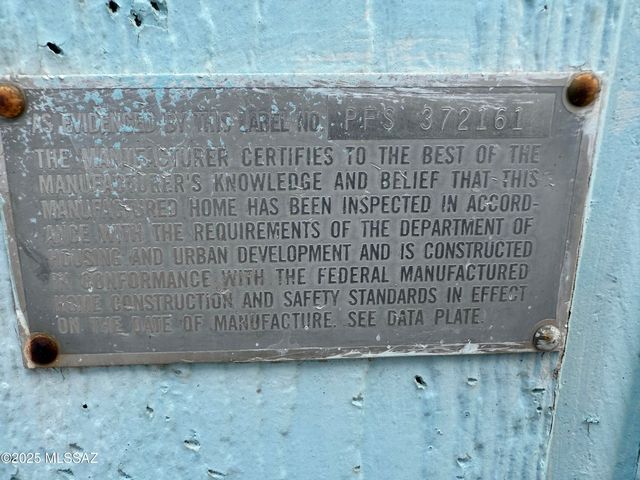 AS EVIDENCED BY THIS LABEL NO. PFS 372161
THE MANUFACTURER CERTIFIES TO THE BEST OF THE
MANUFACTURER'S KNOWLEDGE AND BELIEF THAT THIS
MANUFACTURED HOME HAS BEEN INSPECTED IN ACCORD-
ANCE WITH THE REQUIREMENTS OF THE DEPARTMENT OF
HOUSING AND URBAN DEVELOPMENT AND IS CONSTRUCTED
IN CONFORMANCE WITH THE FEDERAL MANUFACTURED
HOME CONSTRUCTION AND SAFETY STANDARDS IN EFFECT
ON THE DATE OF MANUFACTURE. SEE DATA PLATE.
©2025 MLSSAZ